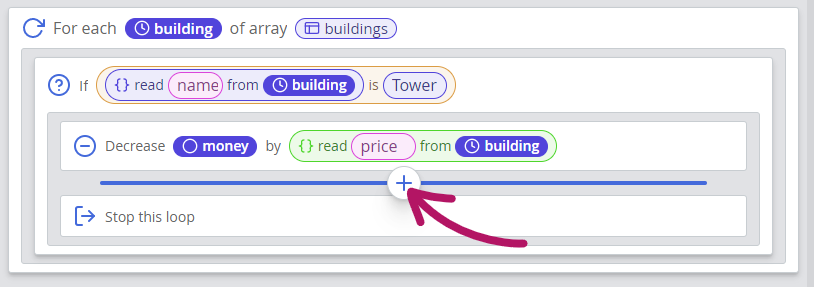 For each building of array buildings
If read name from building is Tower
Decrease money by read price from building
Stop this loop